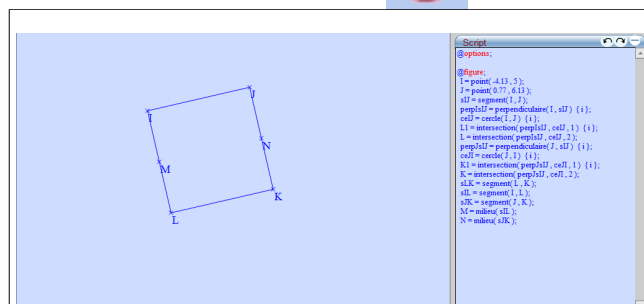 Script
@options;
@figure;
I = point( -4.13 , 5 );
J = point( 0.77 , 6.13 );
sIJ = segment( I , J );
perpIsIJ = perpendiculaire( I , sIJ ) { i };
ceIJ = cercle( I , J ) { i };
L1 = intersection( perpIsIJ , ceIJ , 1 ) { i };
L = intersection( perpIsIJ , ceIJ , 2 );
perpJsIJ = perpendiculaire( J , sIJ ) { i };
ceJI = cercle( J , I ) { i };
K1 = intersection( perpJsIJ , ceJI , 1 ) { i };
K = intersection( perpJsIJ , ceJI , 2 );
sLK = segment( L , K );
sIL = segment( I , L );
sJK = segment( J , K );
M = milieu( sIL );
N = milieu( sJK );
J
I
N
M
K
L